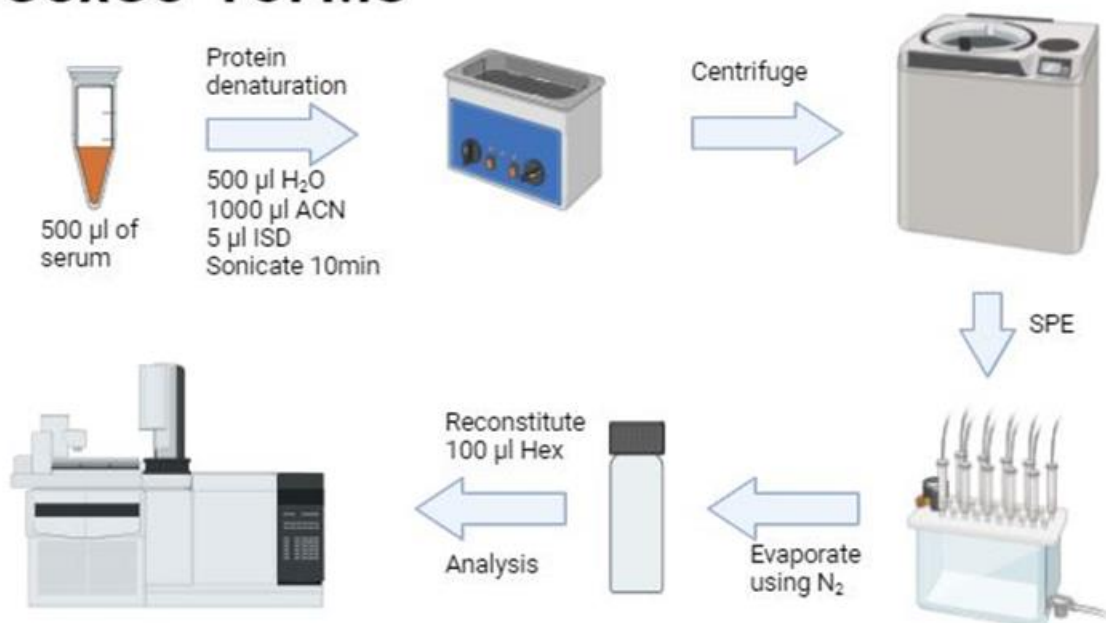 500 µl of
serum
Protein
denaturation
500 µl H₂O
1000 µl ACN
5 µl ISD
Sonicate 10min
Centrifuge
SPE
Evaporate
using N₂
Reconstitute
100 µl Hex
Analysis